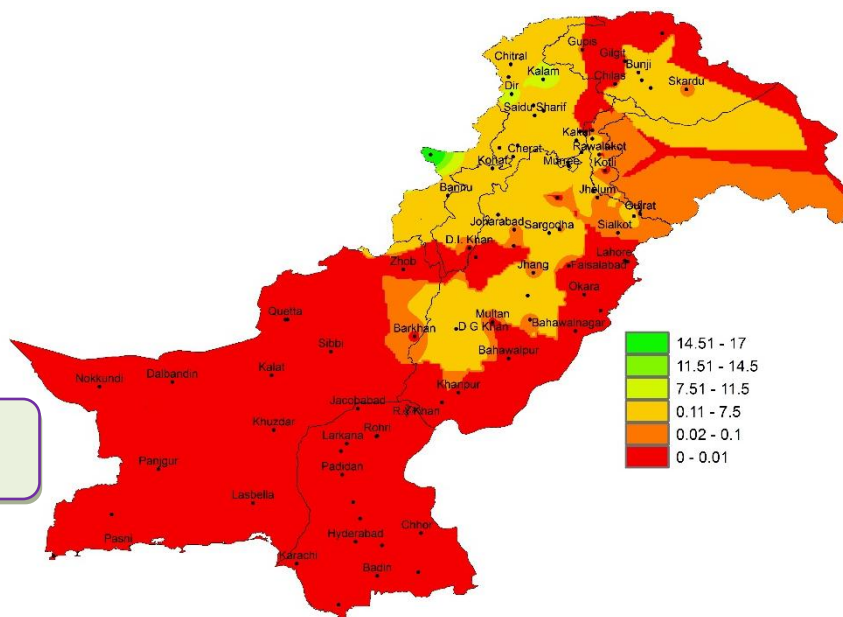 Gupis
Gilgit
Chitral
Kalam
Bunji
Chilas
Skardu
Dir
Saidu Sharif
Kakul
Cherat
Rawalakot
Kohat
Murree
Kotli
Bannu
Jhelum
Gujrat
Joharabad
Sargodha
Sialkot
D.I. Khan
Lahore
Zhob
Jhang
Faisalabad
Okara
Quetta
Multan
Barkhan
D G Khan
Bahawalnagar
Sibbi
Bahawalpur
Kalat
Nokkundi
Dalbandin
Khanpur
Jacobabad
R.Y.Khan
Khuzdar
Rohri
Larkana
Panjgur
Padidan
Lasbella
Chhor
Pasni
Hyderabad
Karachi
Badin
14.51 - 17
11.51 - 14.5
7.51 - 11.5
0.11 - 7.5
0.02 - 0.1
0 - 0.01